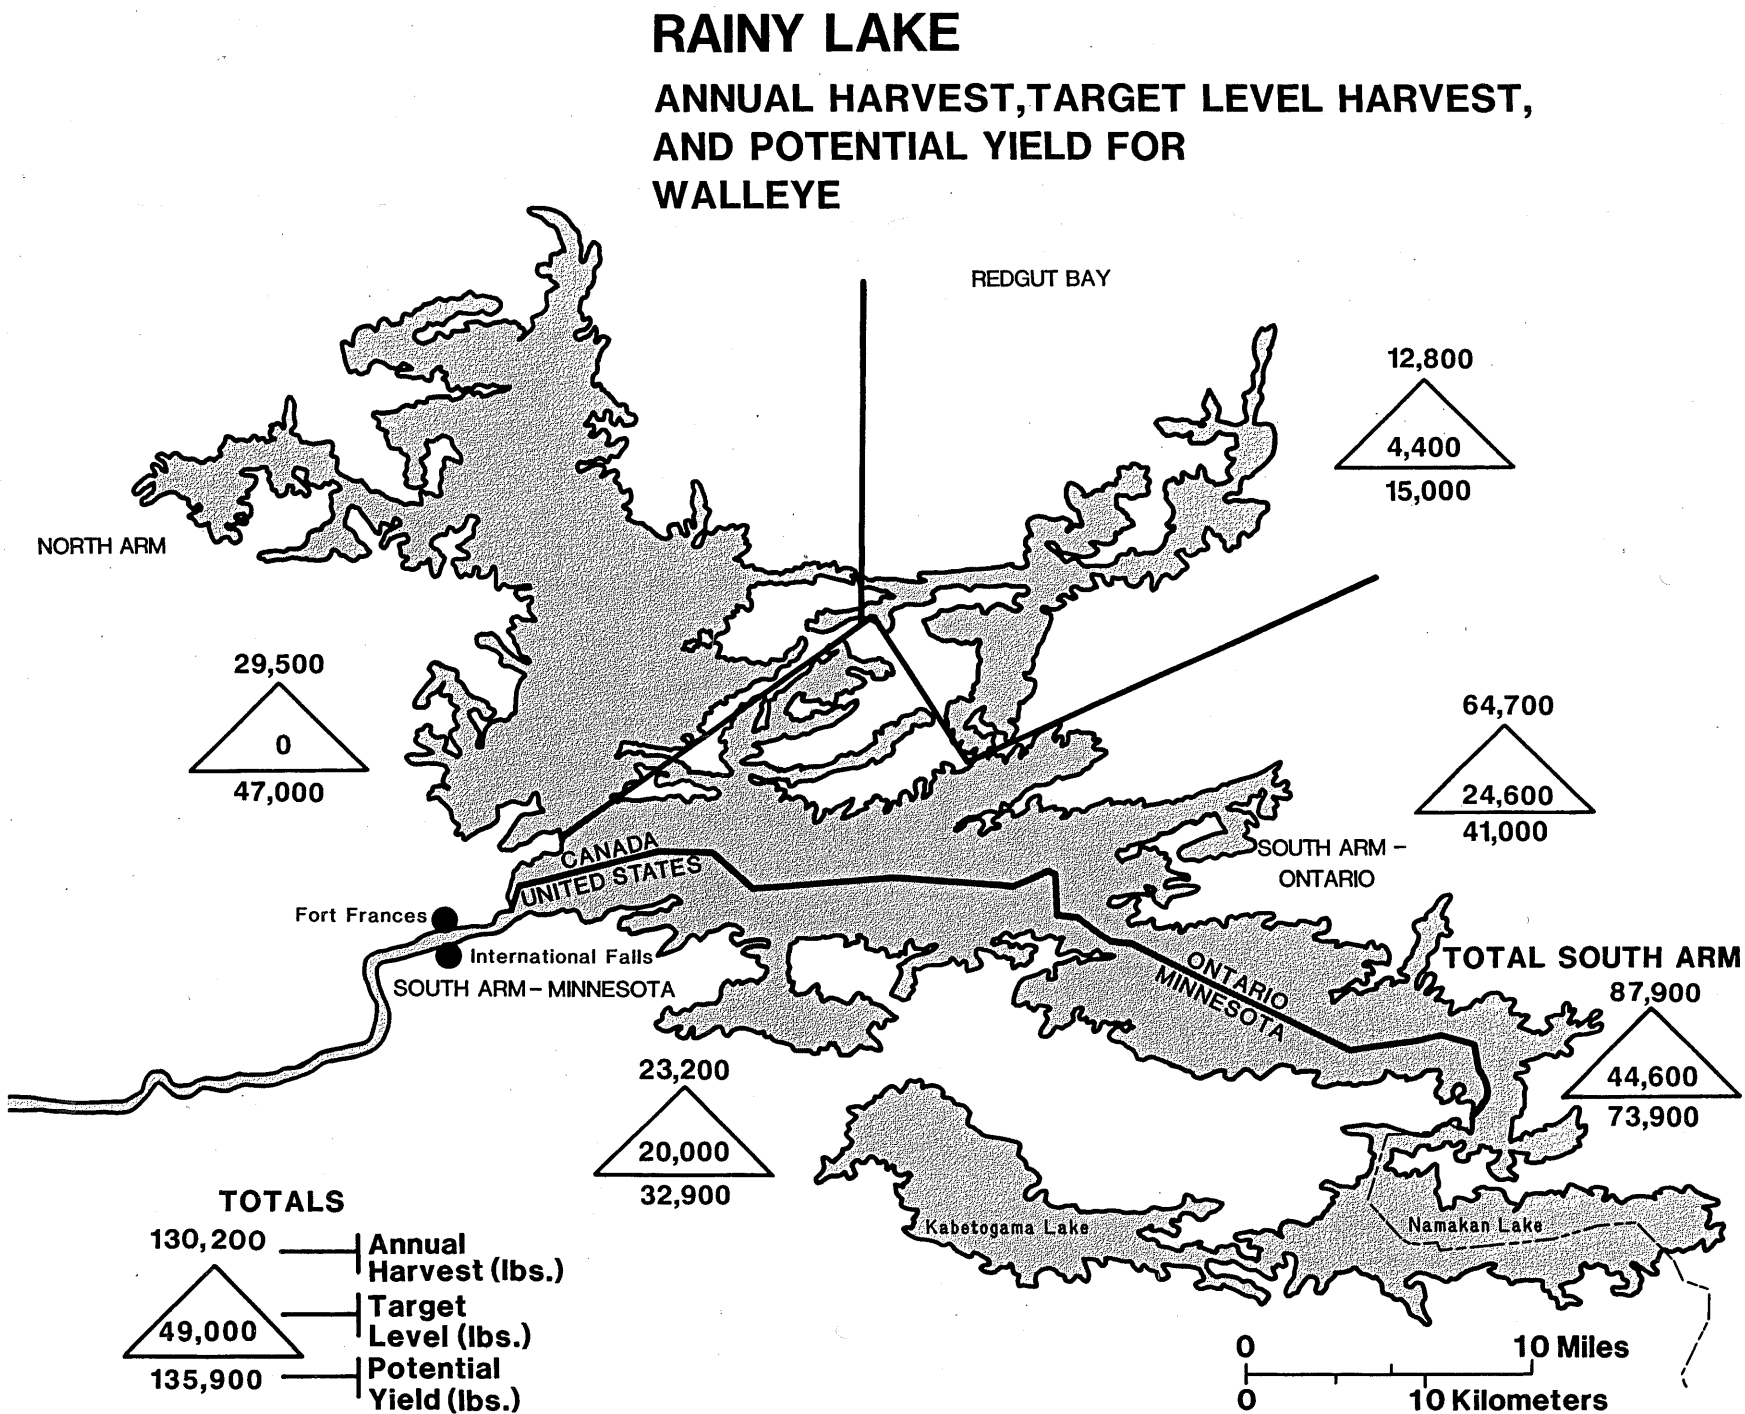 RAINY LAKE
ANNUAL HARVEST,TARGET LEVEL HARVEST,
AND POTENTIAL YIELD FOR
WALLEYE
REDGUT BAY
12,800
4,400
15,000
NORTH ARM
29,500
0
47,000
64,700
24,600
41,000
SOUTH ARM –
ONTARIO
CANADA
UNITED STATES
Fort Frances
International Falls
SOUTH ARM – MINNESOTA
ONTARIO
MINNESOTA
TOTAL SOUTH ARM
87,900
44,600
73,900
23,200
20,000
32,900
Kabetogama Lake
Namakan Lake
TOTALS
130,200
Annual
Harvest (lbs.)
49,000
Target
Level (lbs.)
135,900
Potential
Yield (lbs.)
0 10 Miles
0 10 Kilometers